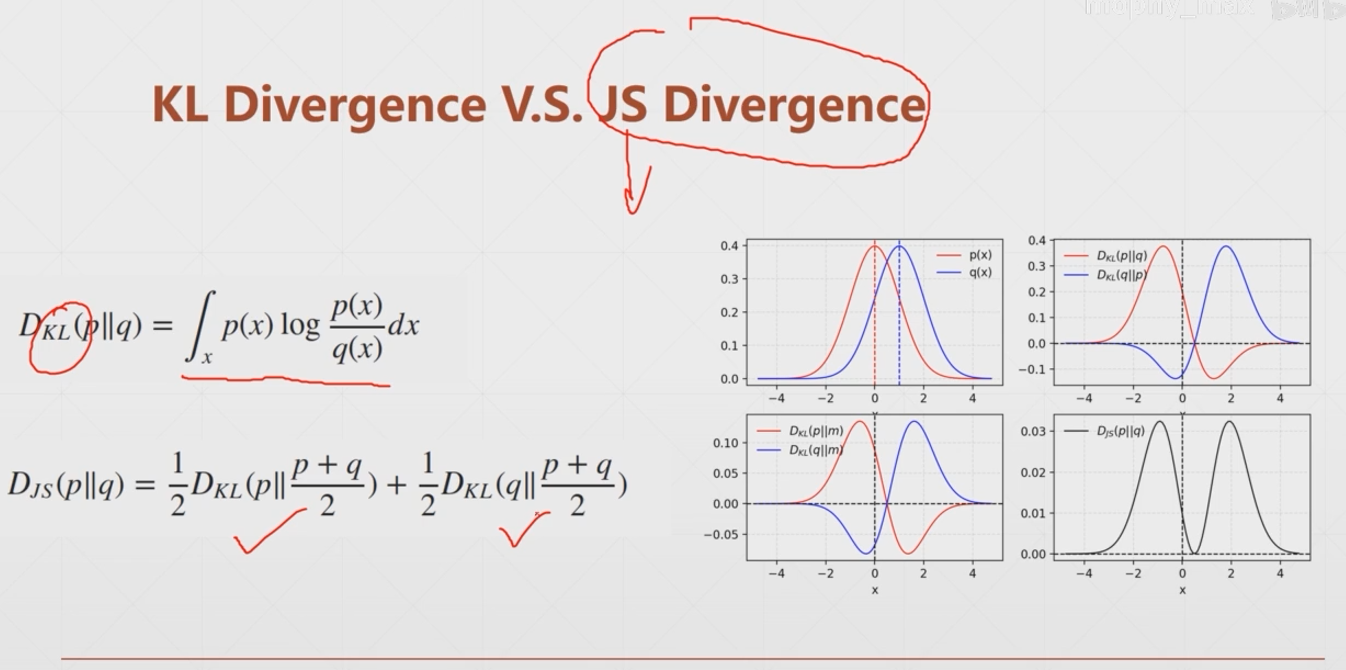 KL Divergence V.S. JS Divergence
D_{KL}(p||q) = ∫_x p(x) log \frac{p(x)}{q(x)} dx
D_{JS}(p||q) = \frac{1}{2} D_{KL}(p||\frac{p + q}{2}) + \frac{1}{2} D_{KL}(q||\frac{p + q}{2})
0.4
0.3
0.2
0.1
0.0
p(x)
q(x)
−4 −2 0 2 4
0.4
0.3
0.2
0.1
0.0
−0.1
D_{KL}(p||q)
D_{KL}(q||p)
−4 −2 0 2 4
0.10
0.05
0.00
−0.05
D_{KL}(p||m)
D_{KL}(q||m)
−4 −2 0 2 4
x
0.03
0.02
0.01
0.00
D_{JS}(p||q)
−4 −2 0 2 4
x